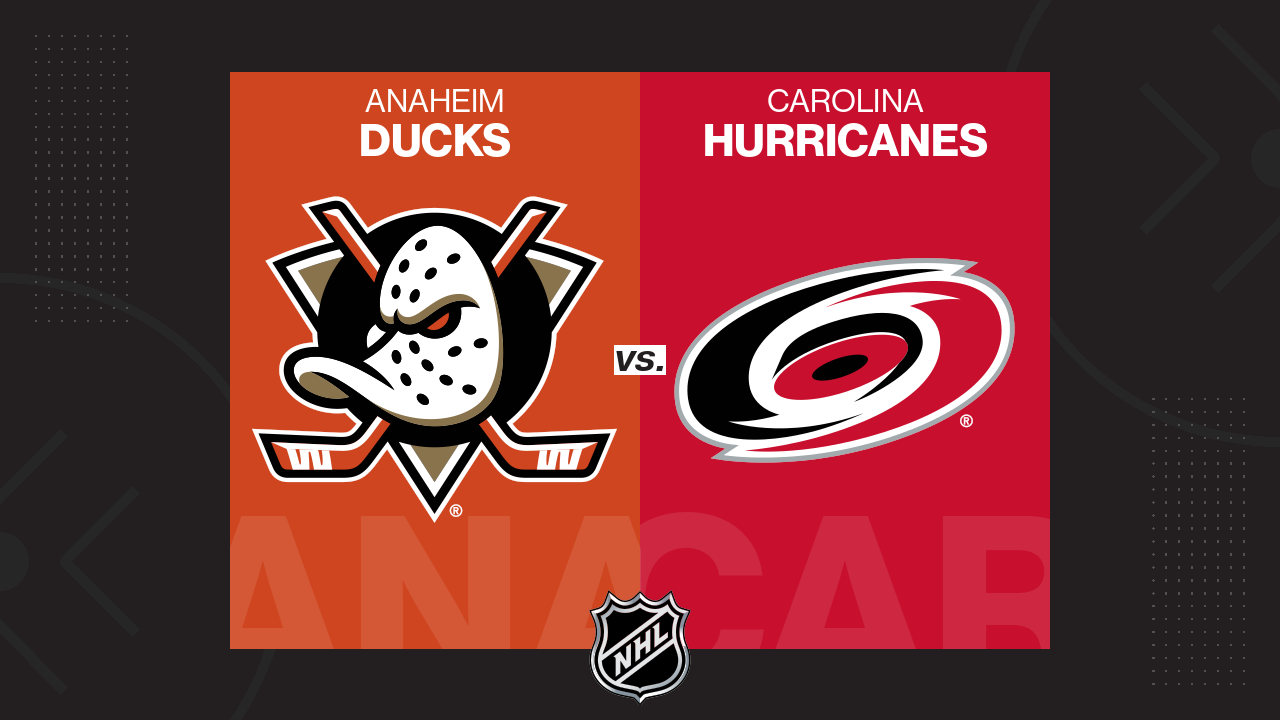 ANAHEIM
DUCKS
CAROLINA
HURRICANES
vs.
®
®
ANA
CAR
NHL